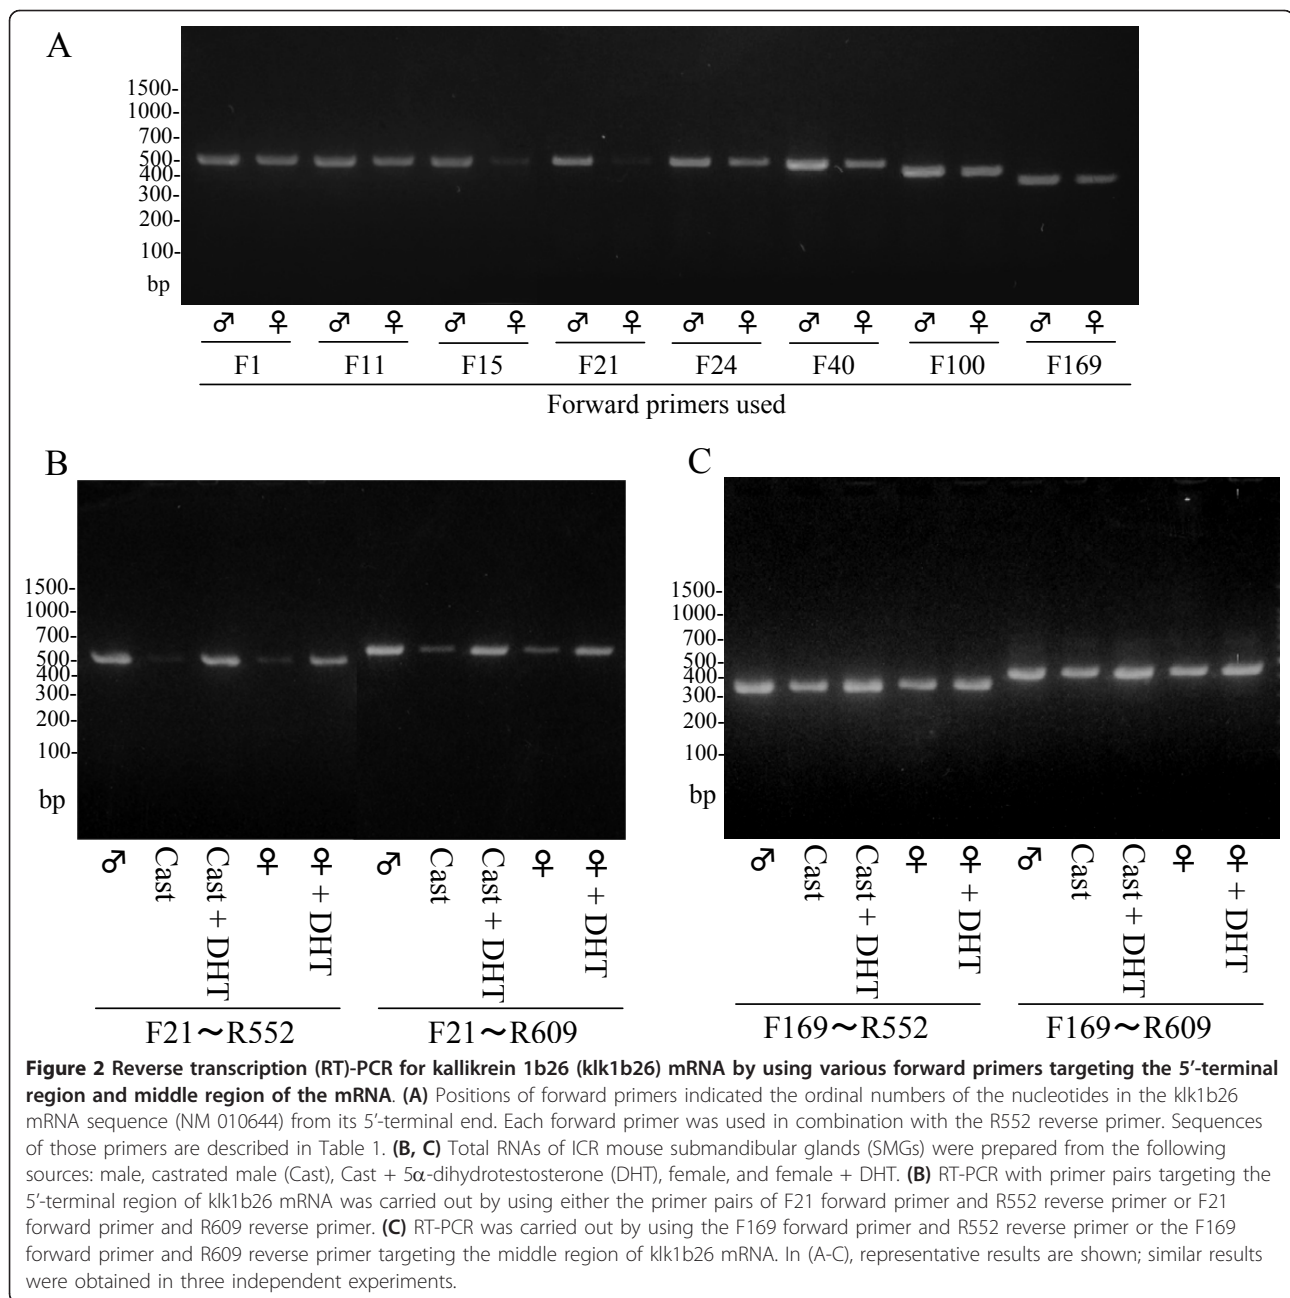 A
1500-
1000-
700-
500-
400-
300-
200-
100-
bp
♂ ♀ ♂ ♀ ♂ ♀ ♂ ♀ ♂ ♀ ♂ ♀ ♂ ♀ ♂ ♀
F1 F11 F15 F21 F24 F40 F100 F169
Forward primers used
B
1500-
1000-
700-
500-
400-
300-
200-
100-
bp
♂ Cast Cast + DHT ♀ ♀ + DHT ♂ Cast Cast + DHT ♀ ♀ + DHT
F21～R552 F21～R609
C
1500-
1000-
700-
500-
400-
300-
200-
100-
bp
♂ Cast Cast + DHT ♀ ♀ + DHT ♂ Cast Cast + DHT ♀ ♀ + DHT
F169～R552 F169～R609
Figure 2 Reverse transcription (RT)-PCR for kallikrein 1b26 (klk1b26) mRNA by using various forward primers targeting the 5′-terminal
region and middle region of the mRNA. (A) Positions of forward primers indicated the ordinal numbers of the nucleotides in the klk1b26
mRNA sequence (NM 010644) from its 5′-terminal end. Each forward primer was used in combination with the R552 reverse primer. Sequences
of those primers are described in Table 1. (B, C) Total RNAs of ICR mouse submandibular glands (SMGs) were prepared from the following
sources: male, castrated male (Cast), Cast + 5α-dihydrotestosterone (DHT), female, and female + DHT. (B) RT-PCR with primer pairs targeting the
5′-terminal region of klk1b26 mRNA was carried out by using either the primer pairs of F21 forward primer and R552 reverse primer or F21
forward primer and R609 reverse primer. (C) RT-PCR was carried out by using the F169 forward primer and R552 reverse primer or the F169
forward primer and R609 reverse primer targeting the middle region of klk1b26 mRNA. In (A-C), representative results are shown; similar results
were obtained in three independent experiments.